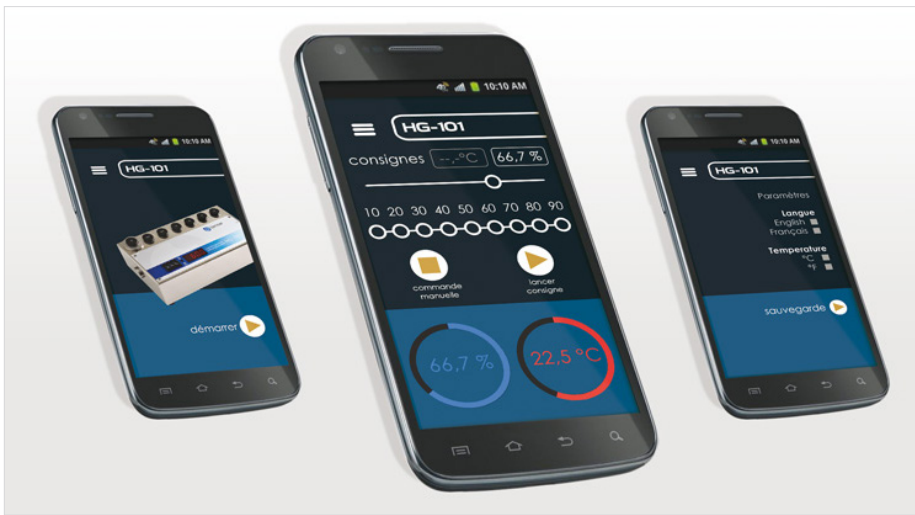 10:10 AM
HG-101
démarrer
10:10 AM
HG-101
consignes --,-°C 66,7 %
10 20 30 40 50 60 70 80 90
commande
manuelle
lancer
consigne
66,7 %
22,5 °C
10:10 AM
HG-101
Paramètres
Langue
English
Français
Temperature
°C
°F
sauvegarde